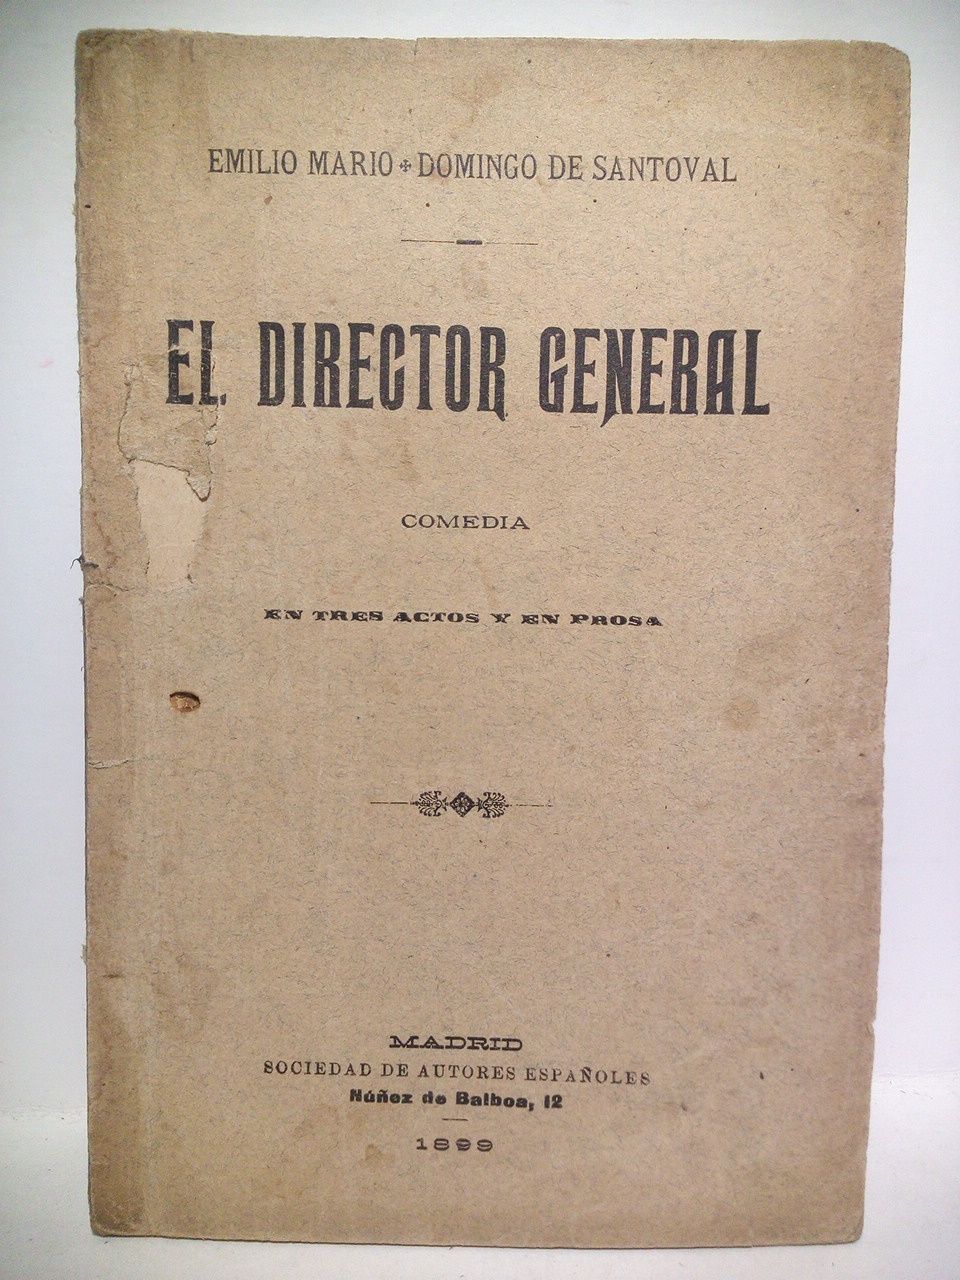 EMILIO MARIO ✠ DOMINGO DE SANTOVAL
EL DIRECTOR GENERAL
COMEDIA
EN TRES ACTOS Y EN PROSA
MADRID
SOCIEDAD DE AUTORES ESPAÑOLES
Núñez de Balboa, 12
1899